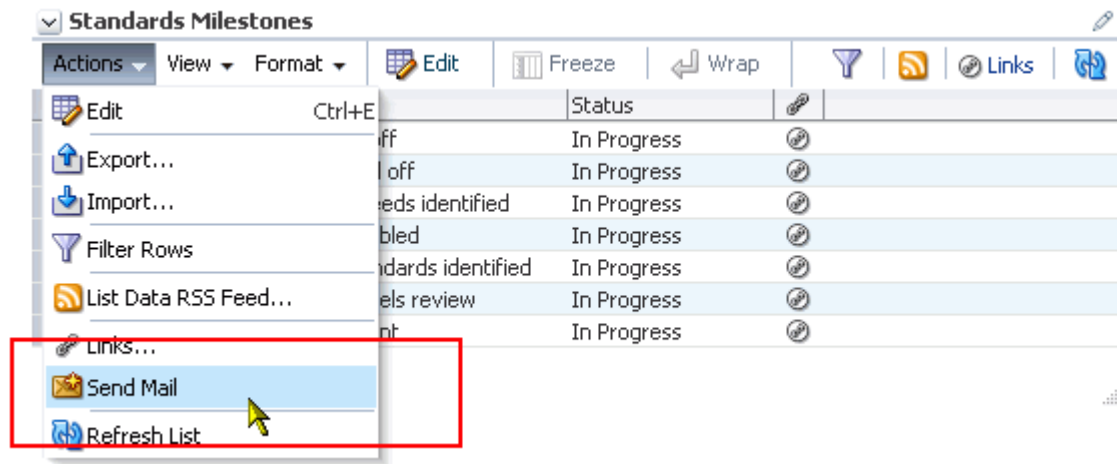 Standards Milestones
Actions View Format Edit Freeze Wrap Links
Edit Ctrl+E Status
off In Progress
Export... l off In Progress
Import... eeds identified In Progress
Filter Rows bled In Progress
ndards identified In Progress
List Data RSS Feed... els review In Progress
Links... nt In Progress
Send Mail
Refresh List